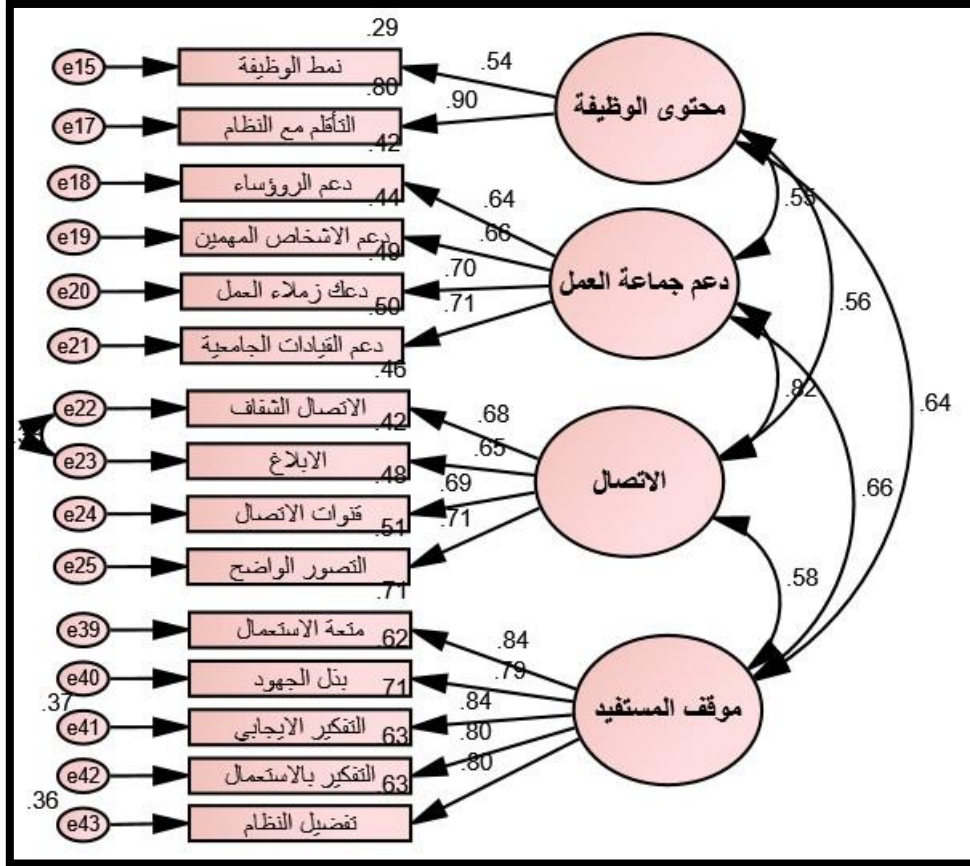 .29
e15
نمط الوظيفة
.54
محتوى الوظيفة
.80
e17
التأقلم مع النظام
.90
.42
e18
دعم الروؤساء
.64
.55
.44
e19
دعم الاشخاص المهمين
.66
دعم جماعة العمل
.49
e20
دعك زملاء العمل
.70
.56
.50
e21
دعم القيادات الجامعية
.71
.46
e22
الاتصال الشفاف
.68
.82
.64
.42
e23
الابلاغ
.65
الاتصال
.48
e24
قنوات الاتصال
.69
.66
.51
e25
التصور الواضح
.71
.58
.71
e39
متعة الاستعمال
.84
.62
e40
بذل الجهود
.79
موقف المستفيد
.37
.71
e41
التفكير الايجابي
.84
.63
e42
التفكير بالاستعمال
.80
.36
.63
e43
تفضيل النظام
.80